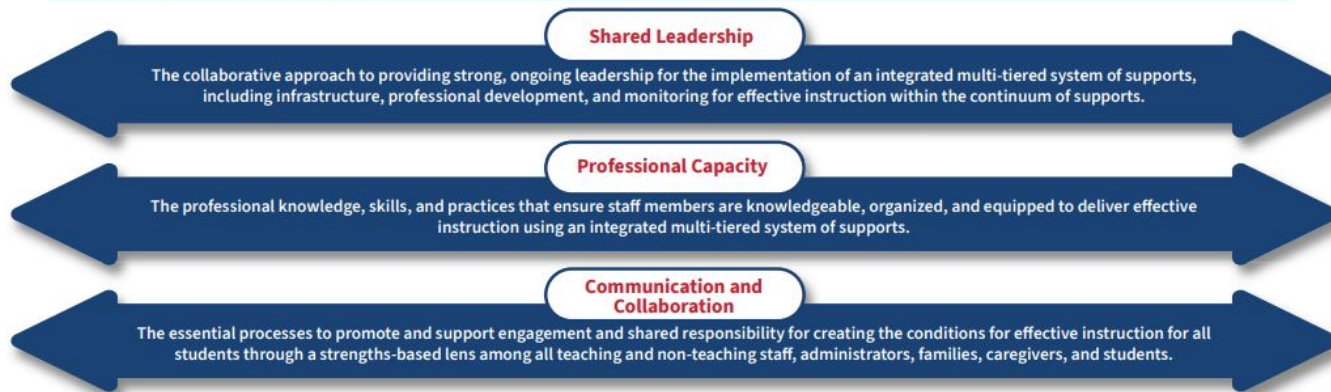 Shared Leadership
The collaborative approach to providing strong, ongoing leadership for the implementation of an integrated multi-tiered system of supports,
including infrastructure, professional development, and monitoring for effective instruction within the continuum of supports.
Professional Capacity
The professional knowledge, skills, and practices that ensure staff members are knowledgeable, organized, and equipped to deliver effective
instruction using an integrated multi-tiered system of supports.
Communication and
Collaboration
The essential processes to promote and support engagement and shared responsibility for creating the conditions for effective instruction for all
students through a strengths-based lens among all teaching and non-teaching staff, administrators, families, caregivers, and students.